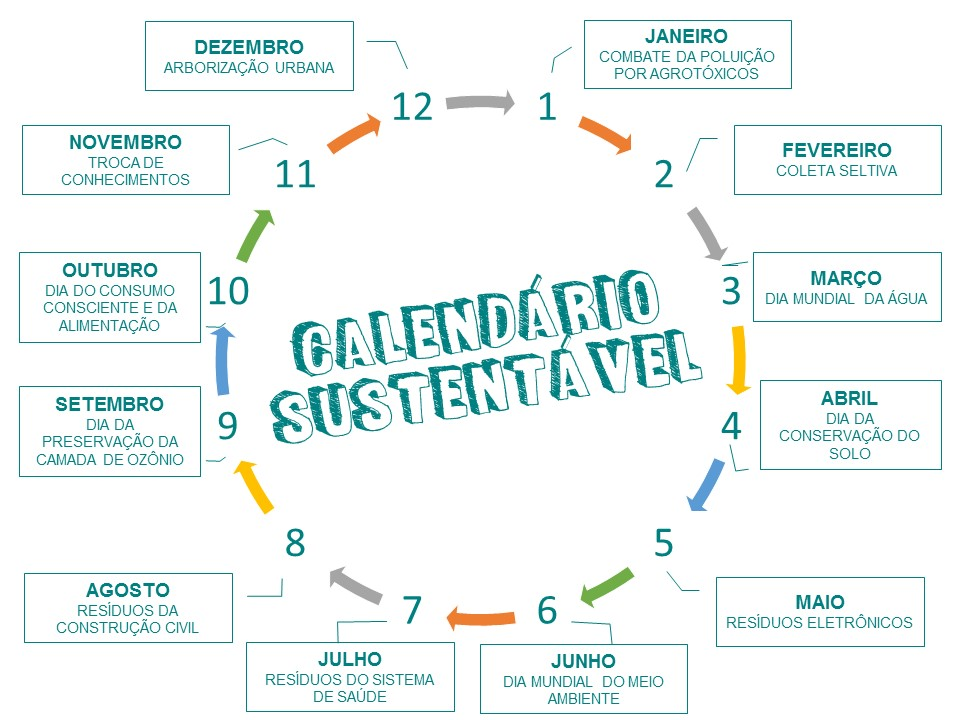 CALENDÁRIO
SUSTENTÁVEL
1
JANEIRO
COMBATE DA POLUIÇÃO
POR AGROTÓXICOS
2
FEVEREIRO
COLETA SELTIVA
3
MARÇO
DIA MUNDIAL DA ÁGUA
4
ABRIL
DIA DA
CONSERVAÇÃO DO
SOLO
5
MAIO
RESÍDUOS ELETRÔNICOS
6
JUNHO
DIA MUNDIAL DO MEIO
AMBIENTE
7
JULHO
RESÍDUOS DO SISTEMA
DE SAÚDE
8
AGOSTO
RESÍDUOS DA
CONSTRUÇÃO CIVIL
9
SETEMBRO
DIA DA
PRESERVAÇÃO DA
CAMADA DE OZÔNIO
10
OUTUBRO
DIA DO CONSUMO
CONSCIENTE E DA
ALIMENTAÇÃO
11
NOVEMBRO
TROCA DE
CONHECIMENTOS
12
DEZEMBRO
ARBORIZAÇÃO URBANA